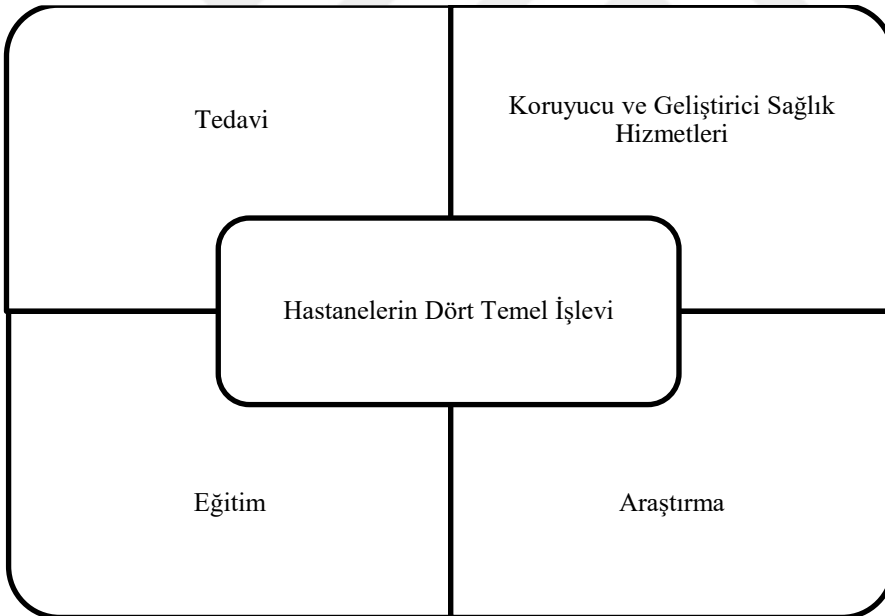 Tedavi
Koruyucu ve Geliştirici Sağlık
Hizmetleri
Hastanelerin Dört Temel İşlevi
Eğitim
Araştırma